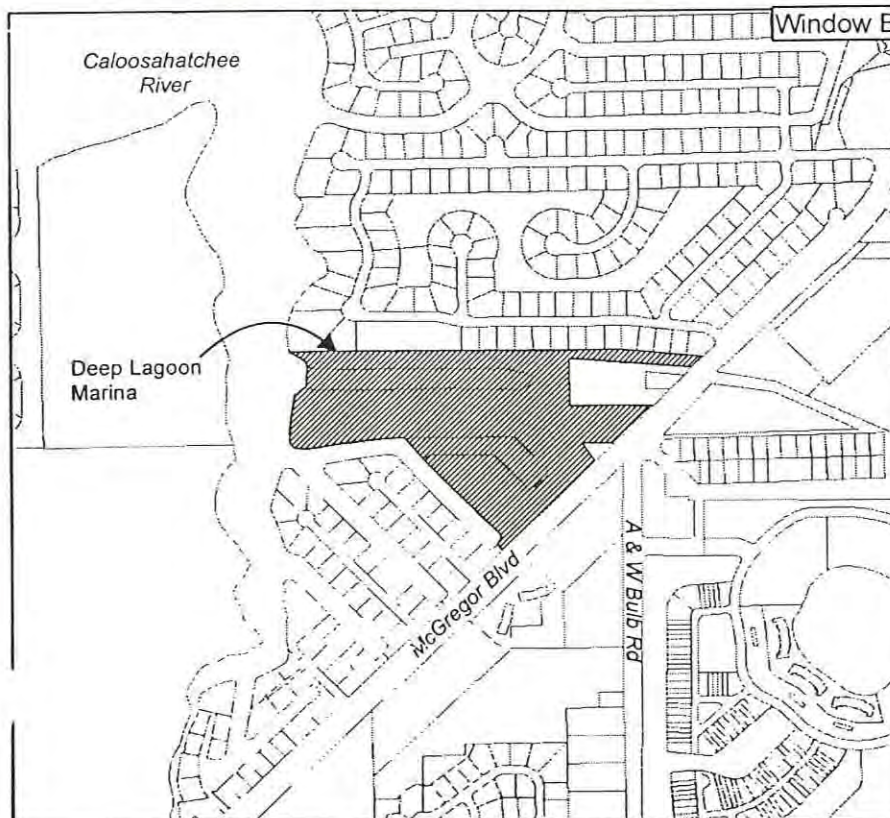 Window
Caloosahatchee
River
Deep Lagoon
Marina
McGregor Blvd
A & W Bulb Rd